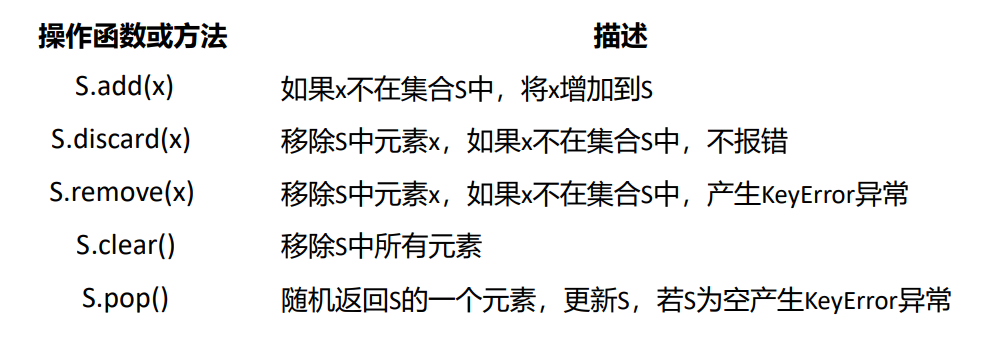 操作函数或方法 描述
S.add(x) 如果x不在集合S中，将x增加到S
S.discard(x) 移除S中元素x，如果x不在集合S中，不报错
S.remove(x) 移除S中元素x，如果x不在集合S中，产生KeyError异常
S.clear() 移除S中所有元素
S.pop() 随机返回S的一个元素，更新S，若S为空产生KeyError异常